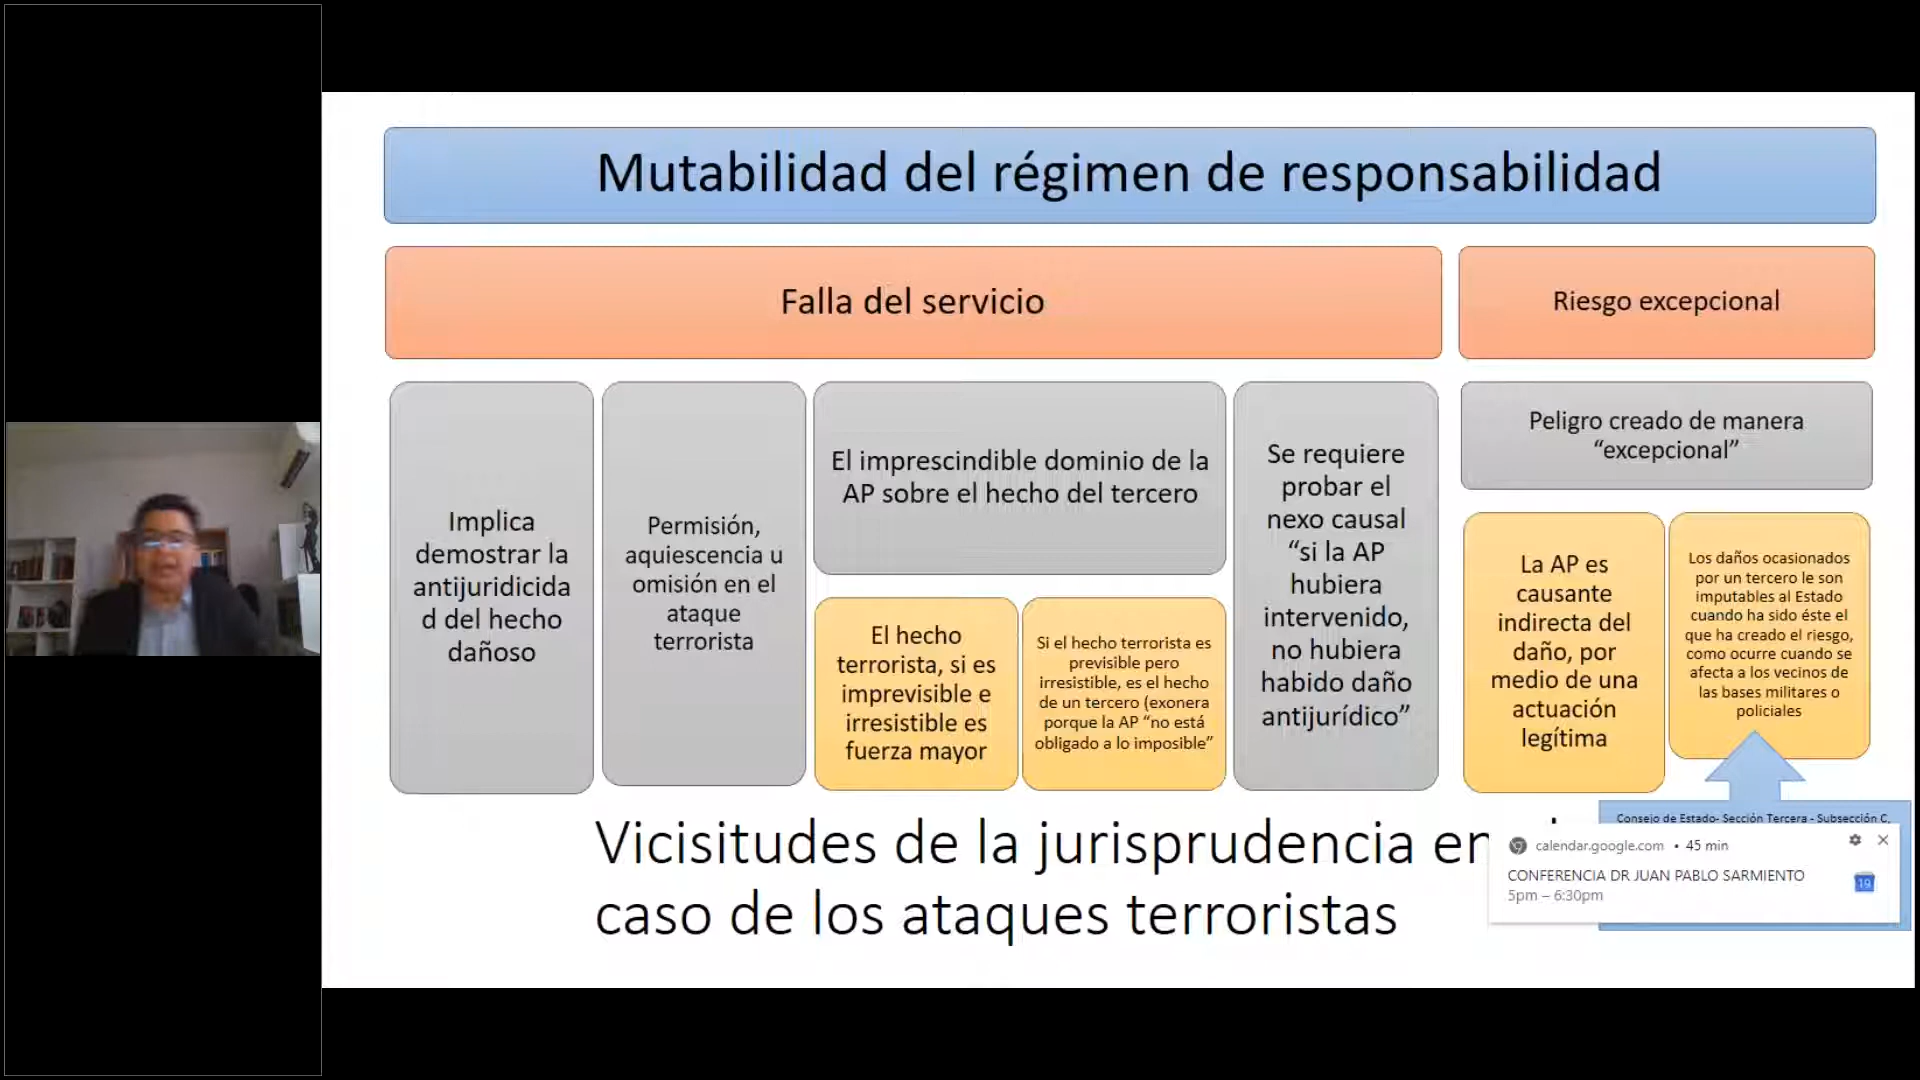 Mutabilidad del régimen de responsabilidad
Falla del servicio
Riesgo excepcional
Implica
demostrar la
antijuridicida
d del hecho
dañoso
Permisión,
aquiescencia u
omisión en el
ataque
terrorista
El imprescindible dominio de la
AP sobre el hecho del tercero
El hecho
terrorista, si es
imprevisible e
irresistible es
fuerza mayor
Si el hecho terrorista es
previsible pero
irresistible, es el hecho
de un tercero (exonera
porque la AP “no está
obligado a lo imposible”
Se requiere
probar el
nexo causal
“si la AP
hubiera
intervenido,
no hubiera
habido daño
antijurídico”
Peligro creado de manera
“excepcional”
La AP es
causante
indirecta del
daño, por
medio de una
actuación
legítima
Los daños ocasionados
por un tercero le son
imputables al Estado
cuando ha sido éste el
que ha creado el riesgo,
como ocurre cuando se
afecta a los vecinos de
las bases militares o
policiales
Consejo de Estado- Sección Tercera - Subsección C,
Vicisitudes de la jurisprudencia en
caso de los ataques terroristas
calendar.google.com • 45 min
CONFERENCIA DR JUAN PABLO SARMIENTO
5pm – 6:30pm
19